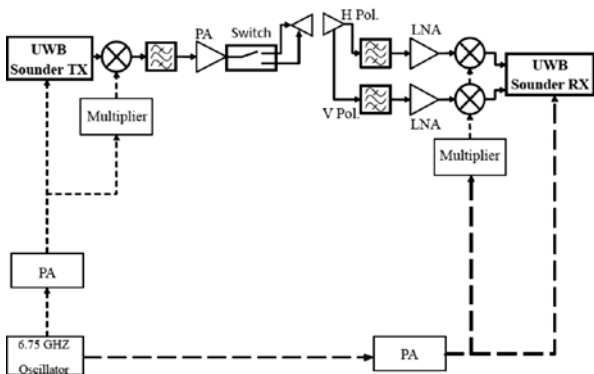 UWB
Sounder TX
PA
Switch
H Pol.
LNA
UWB
Sounder RX
Multiplier
V Pol.
LNA
Multiplier
PA
6.75 GHZ
Oscillator
PA